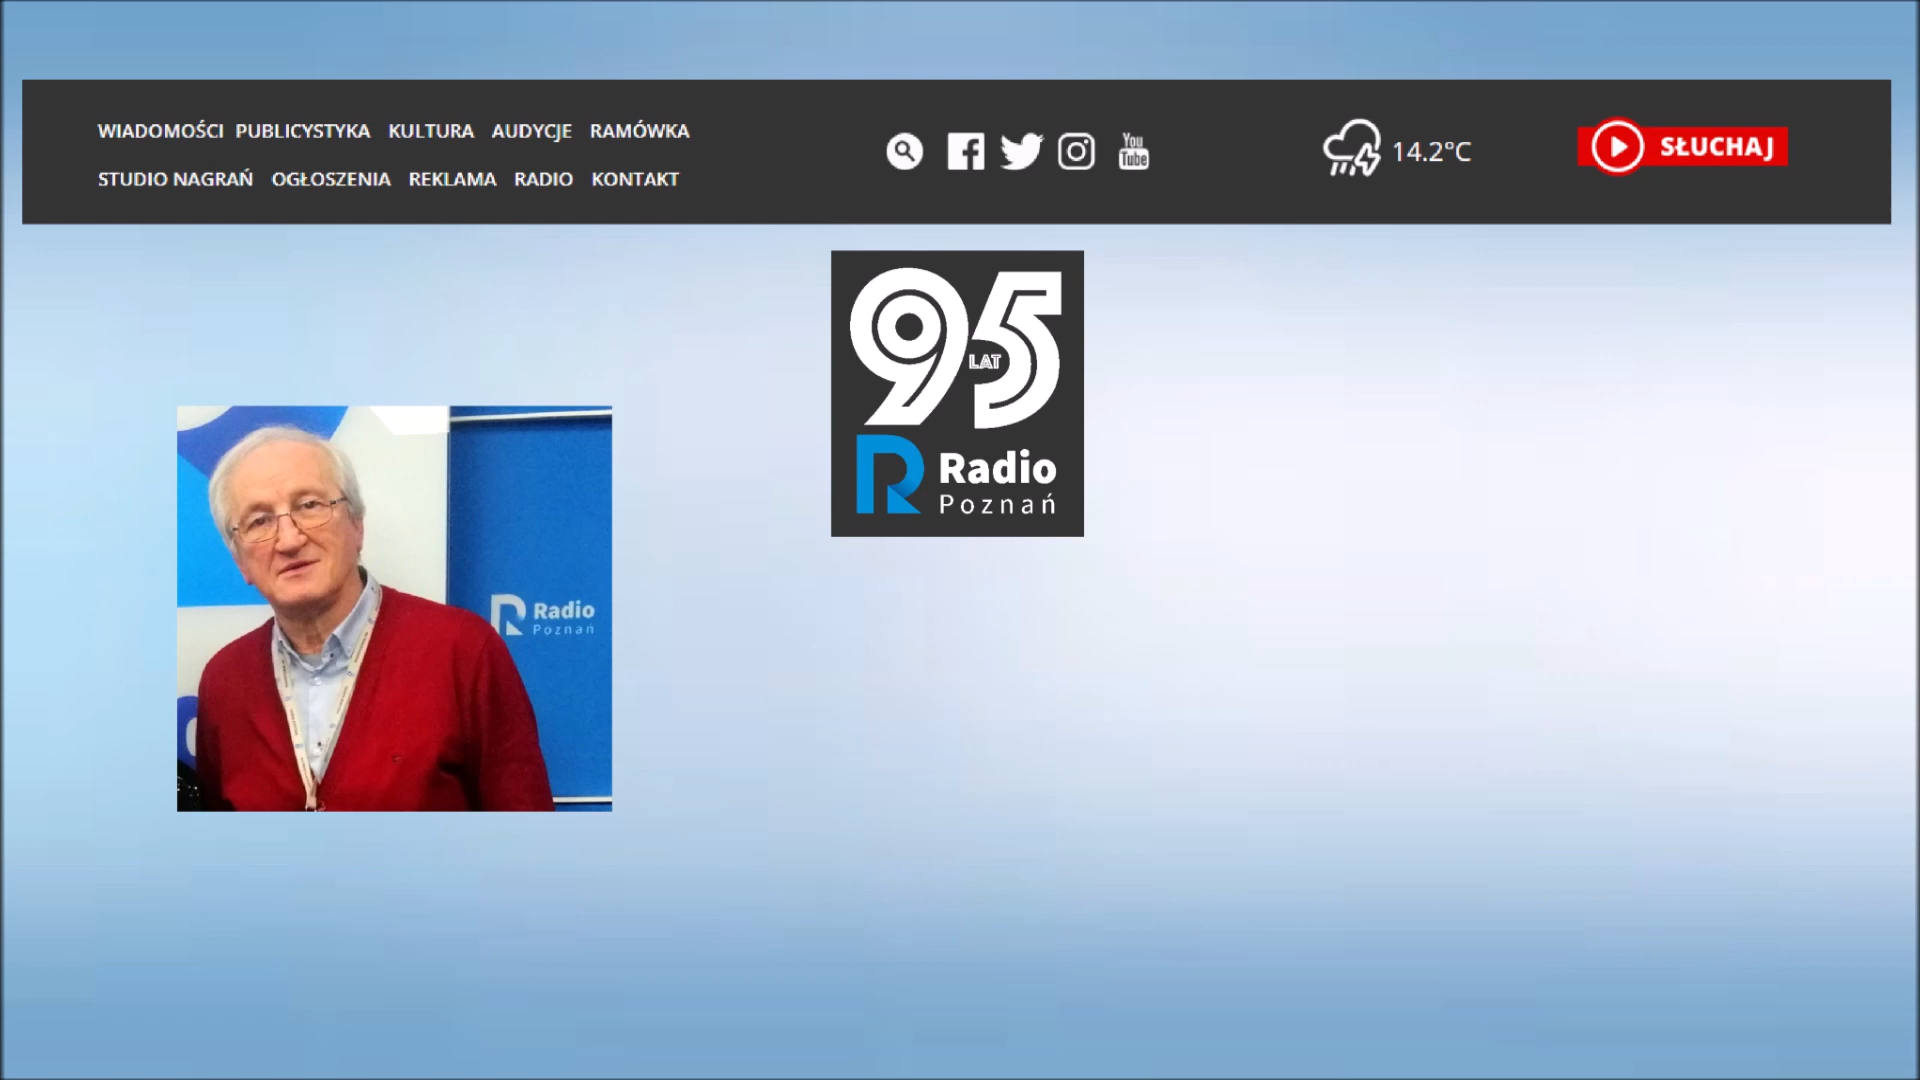 WIADOMOŚCI PUBLICYSTYKA KULTURA AUDYCJE RAMÓWKA
STUDIO NAGRAŃ OGŁOSZENIA REKLAMA RADIO KONTAKT
You
Tube
14.2°C
SŁUCHAJ
95
LAT
Radio
Poznań
Radio
Poznań